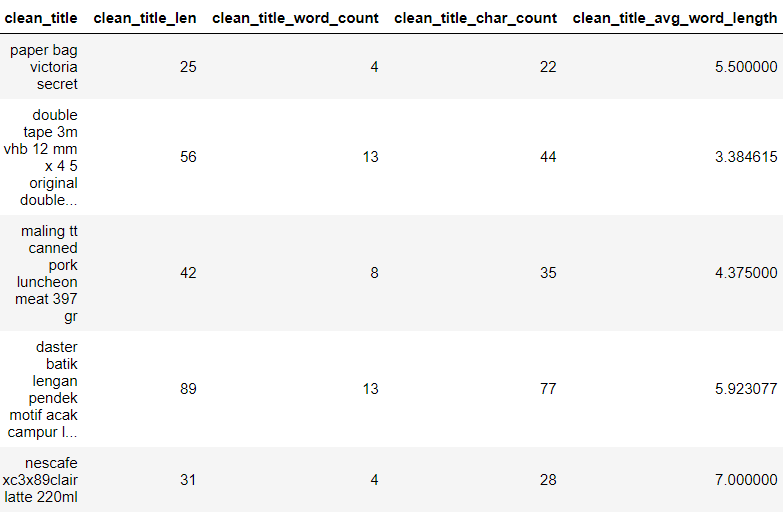 clean_title clean_title_len clean_title_word_count clean_title_char_count clean_title_avg_word_length
paper bag
victoria
secret
25 4 22 5.500000
double
tape 3m
vhb 12 mm
x 4 5
original
double...
56 13 44 3.384615
maling tt
canned
pork
luncheon
meat 397
gr
42 8 35 4.375000
daster
batik
lengan
pendek
motif acak
campur l...
89 13 77 5.923077
nescafe
xc3x89clair
latte 220ml
31 4 28 7.000000